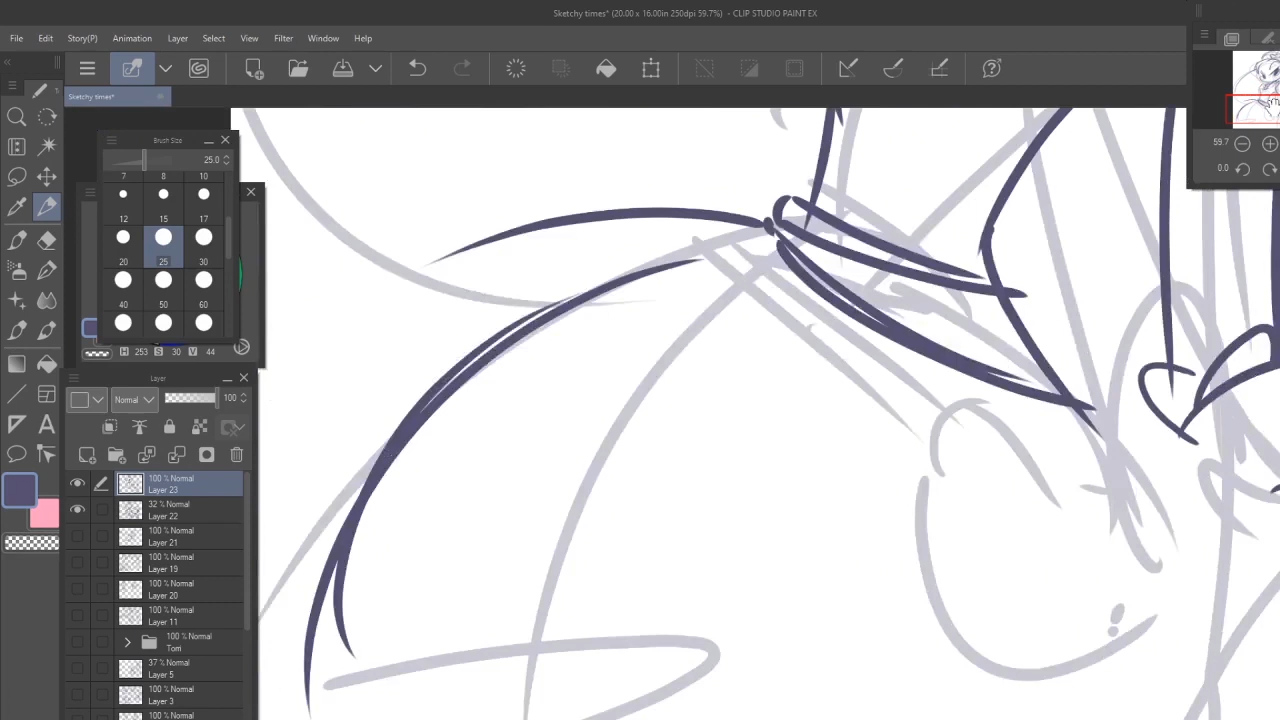 Sketchy times* (20.00 x 16.00in 250dpi 59.7%) - CLIP STUDIO PAINT EX
File Edit Story(P) Animation Layer Select View Filter Window Help
Sketchy times*
Brush Size
25.0
7 8 10
12 15 17
20 25 30
40 50 60
H 253 S 30 V 44
59.7
0.0
Layer
Normal 100
100 % Normal
Layer 23
32 % Normal
Layer 22
100 % Normal
Layer 21
100 % Normal
Layer 19
100 % Normal
Layer 20
100 % Normal
Layer 11
100 % Normal
Tom
37 % Normal
Layer 5
100 % Normal
Layer 3